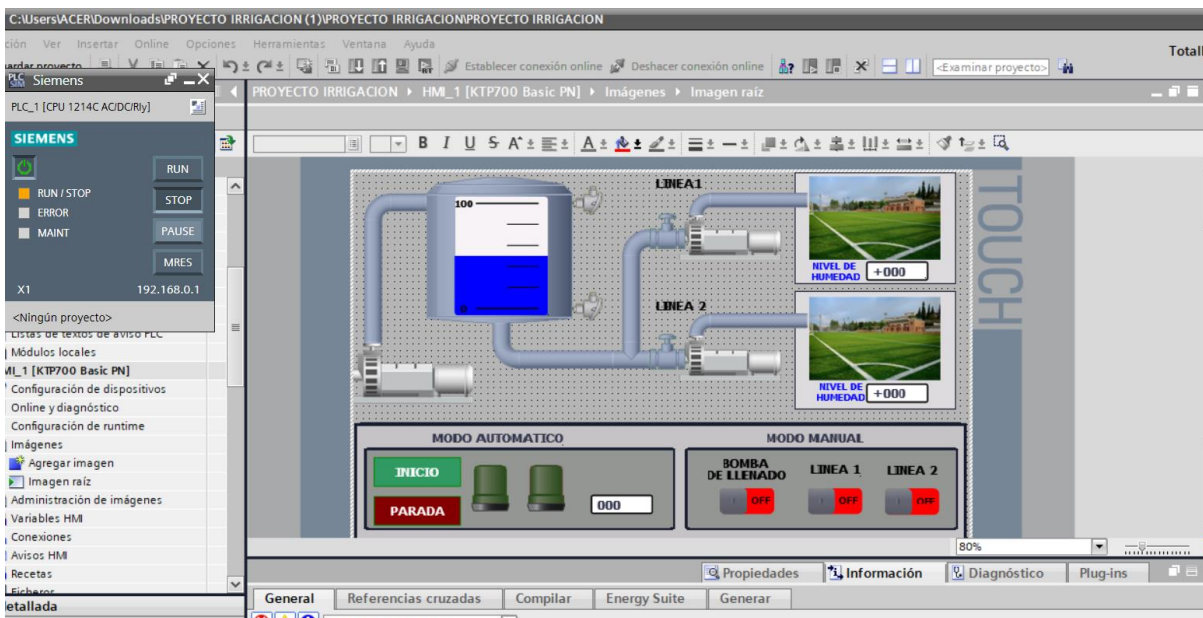 C:\Users\ACER\Downloads\PROYECTO IRRIGACION (1)\PROYECTO IRRIGACION\PROYECTO IRRIGACION
Ver Insertar Online Opciones Herramientas Ventana Ayuda
Totall
Establecer conexión online Deshacer conexión online <Examinar proyecto>
PLC Siemens
PROYECTO IRRIGACION HMI_1 [KTP700 Basic PN] Imágenes Imagen raíz
PLC_1 [CPU 1214C AC/DC/Rly]
SIEMENS
B I U S A A
RUN
RUN / STOP
STOP
ERROR
MAINT
PAUSE
MRES
X1 192.168.0.1
<Ningún proyecto>
Listas de textos de aviso PLC
Módulos locales
MI_1 [KTP700 Basic PN]
Configuración de dispositivos
Online y diagnóstico
Configuración de runtime
Imágenes
Agregar imagen
Imagen raíz
Administración de imágenes
Variables HMI
Conexiones
Avisos HMI
Recetas
etallada
LINEA1
100
0
NIVEL DE
HUMEDAD +000
LINEA 2
NIVEL DE
HUMEDAD +000
TOUCH
MODO AUTOMATICO
INICIO
PARADA
000
MODO MANUAL
BOMBA
DE LLENADO LINEA 1 LINEA 2
OFF OFF OFF
80%
Propiedades Información Diagnóstico Plug-ins
General Referencias cruzadas Compilar Energy Suite Generar